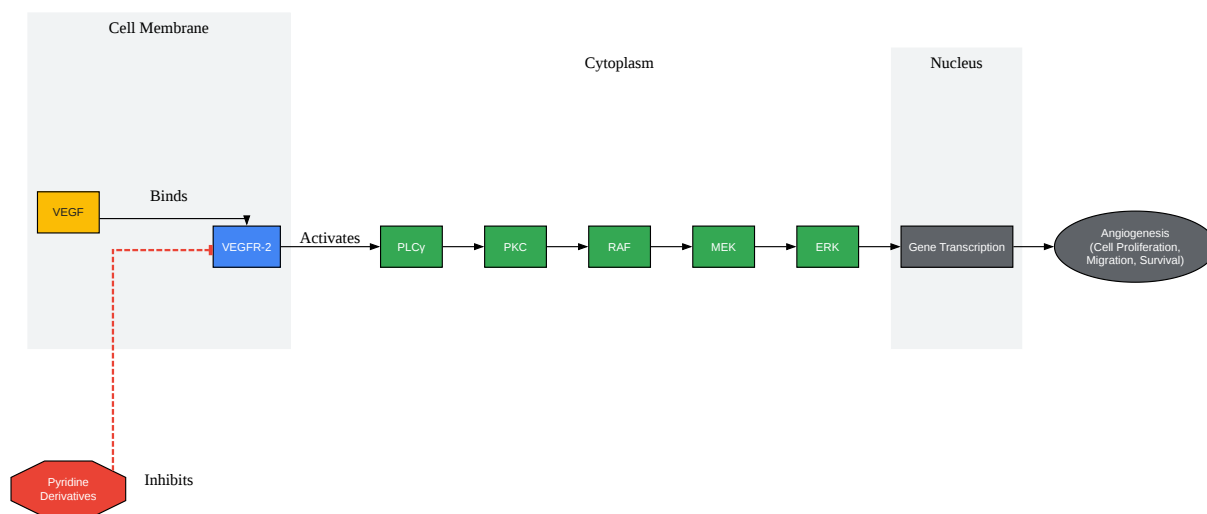 Cell Membrane
Cytoplasm
Nucleus
VEGF
Binds
VEGFR-2
Activates
PLCγ
PKC
RAF
MEK
ERK
Gene Transcription
Angiogenesis
(Cell Proliferation,
Migration, Survival)
Pyridine
Derivatives
Inhibits